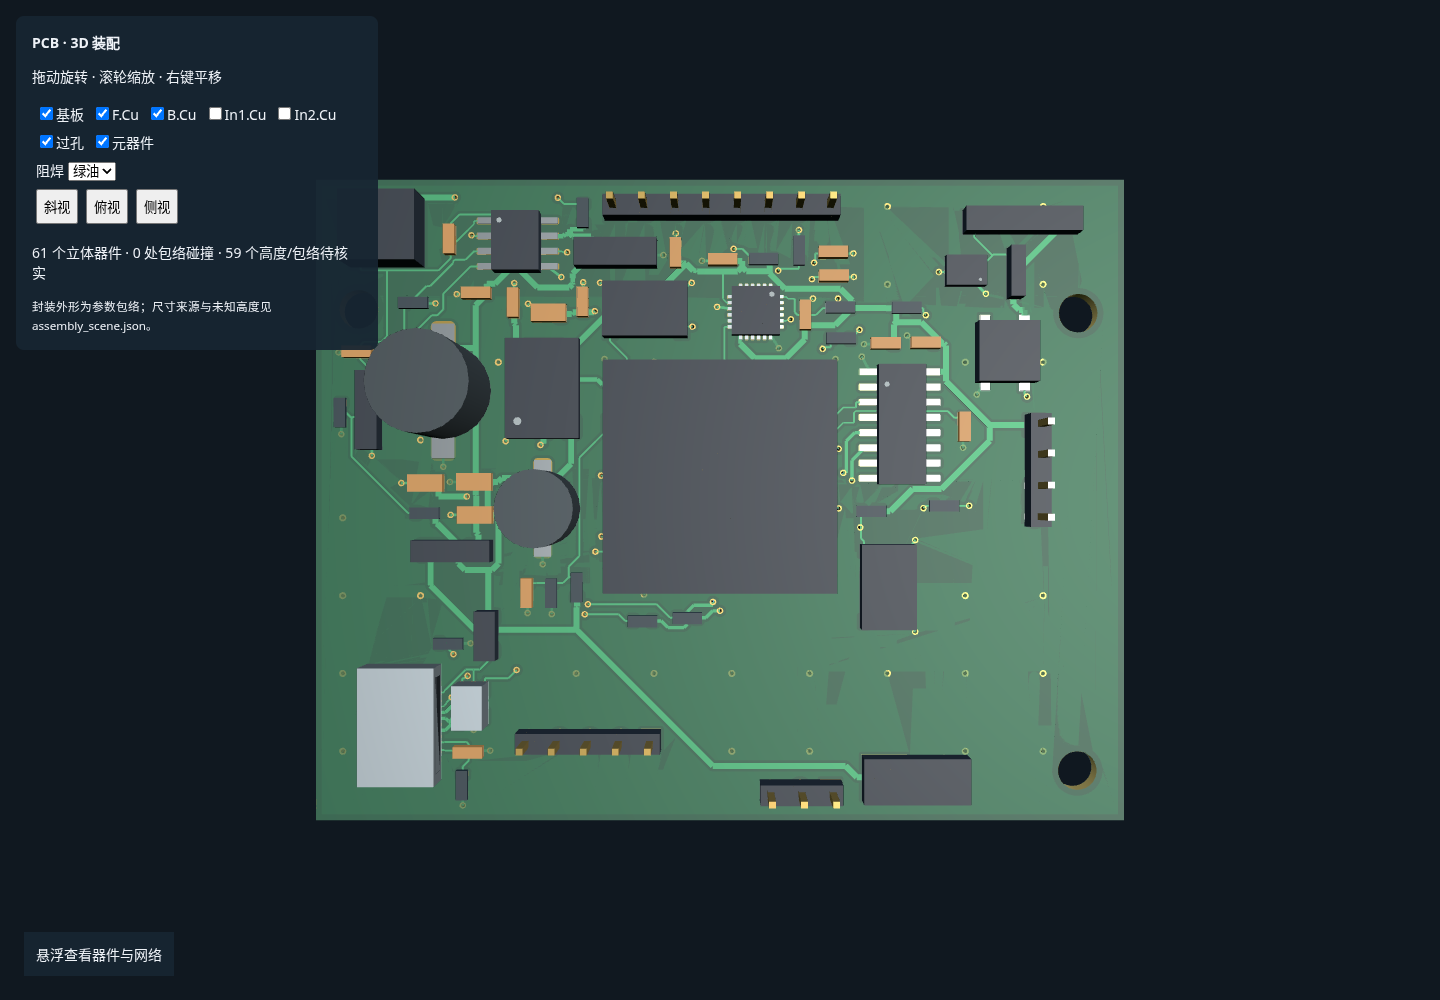 PCB · 3D 装配
拖动旋转 · 滚轮缩放 · 右键平移
基板 F.Cu B.Cu In1.Cu In2.Cu
过孔 元器件
阻焊 绿油
斜视 俯视 侧视
61 个立体器件 · 0 处包络碰撞 · 59 个高度/包络待核
实
封装外形为参数包络；尺寸来源与未知高度见
assembly_scene.json。
悬浮查看器件与网络